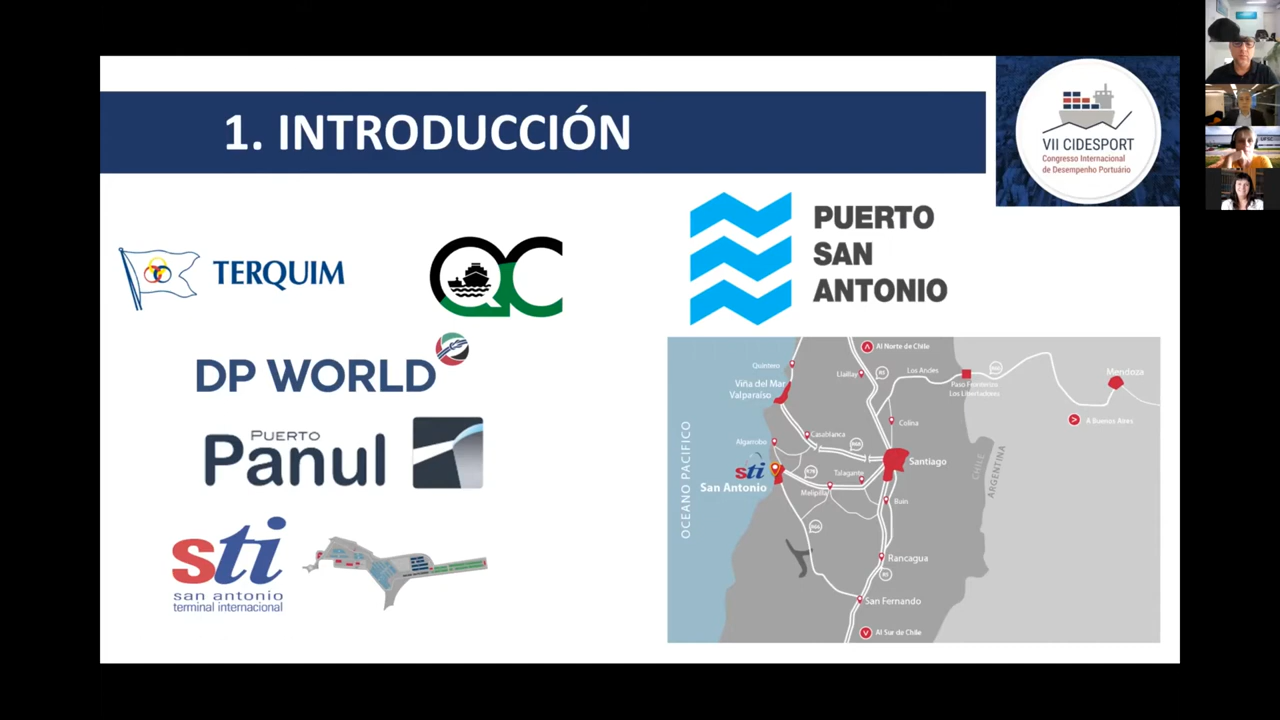 1. INTRODUCCIÓN
VII CIDESPORT
Congresso Internacional
de Desempenho Portuário
TERQUIM
QC
PUERTO
SAN
ANTONIO
DP WORLD
PUERTO
Panul
sti
san antonio
terminal internacional
Al Norte de Chile
Quintero
Llaillay
Los Andes
Mendoza
Viña del Mar
Valparaíso
Paso Fronterizo
Los Libertadores
A Buenos Aires
Colina
Casablanca
Algarrobo
OCEANO PACIFICO
sti
San Antonio
Talagante
Santiago
Melipilla
CHILE
ARGENTINA
Buin
Rancagua
San Fernando
Al Sur de Chile